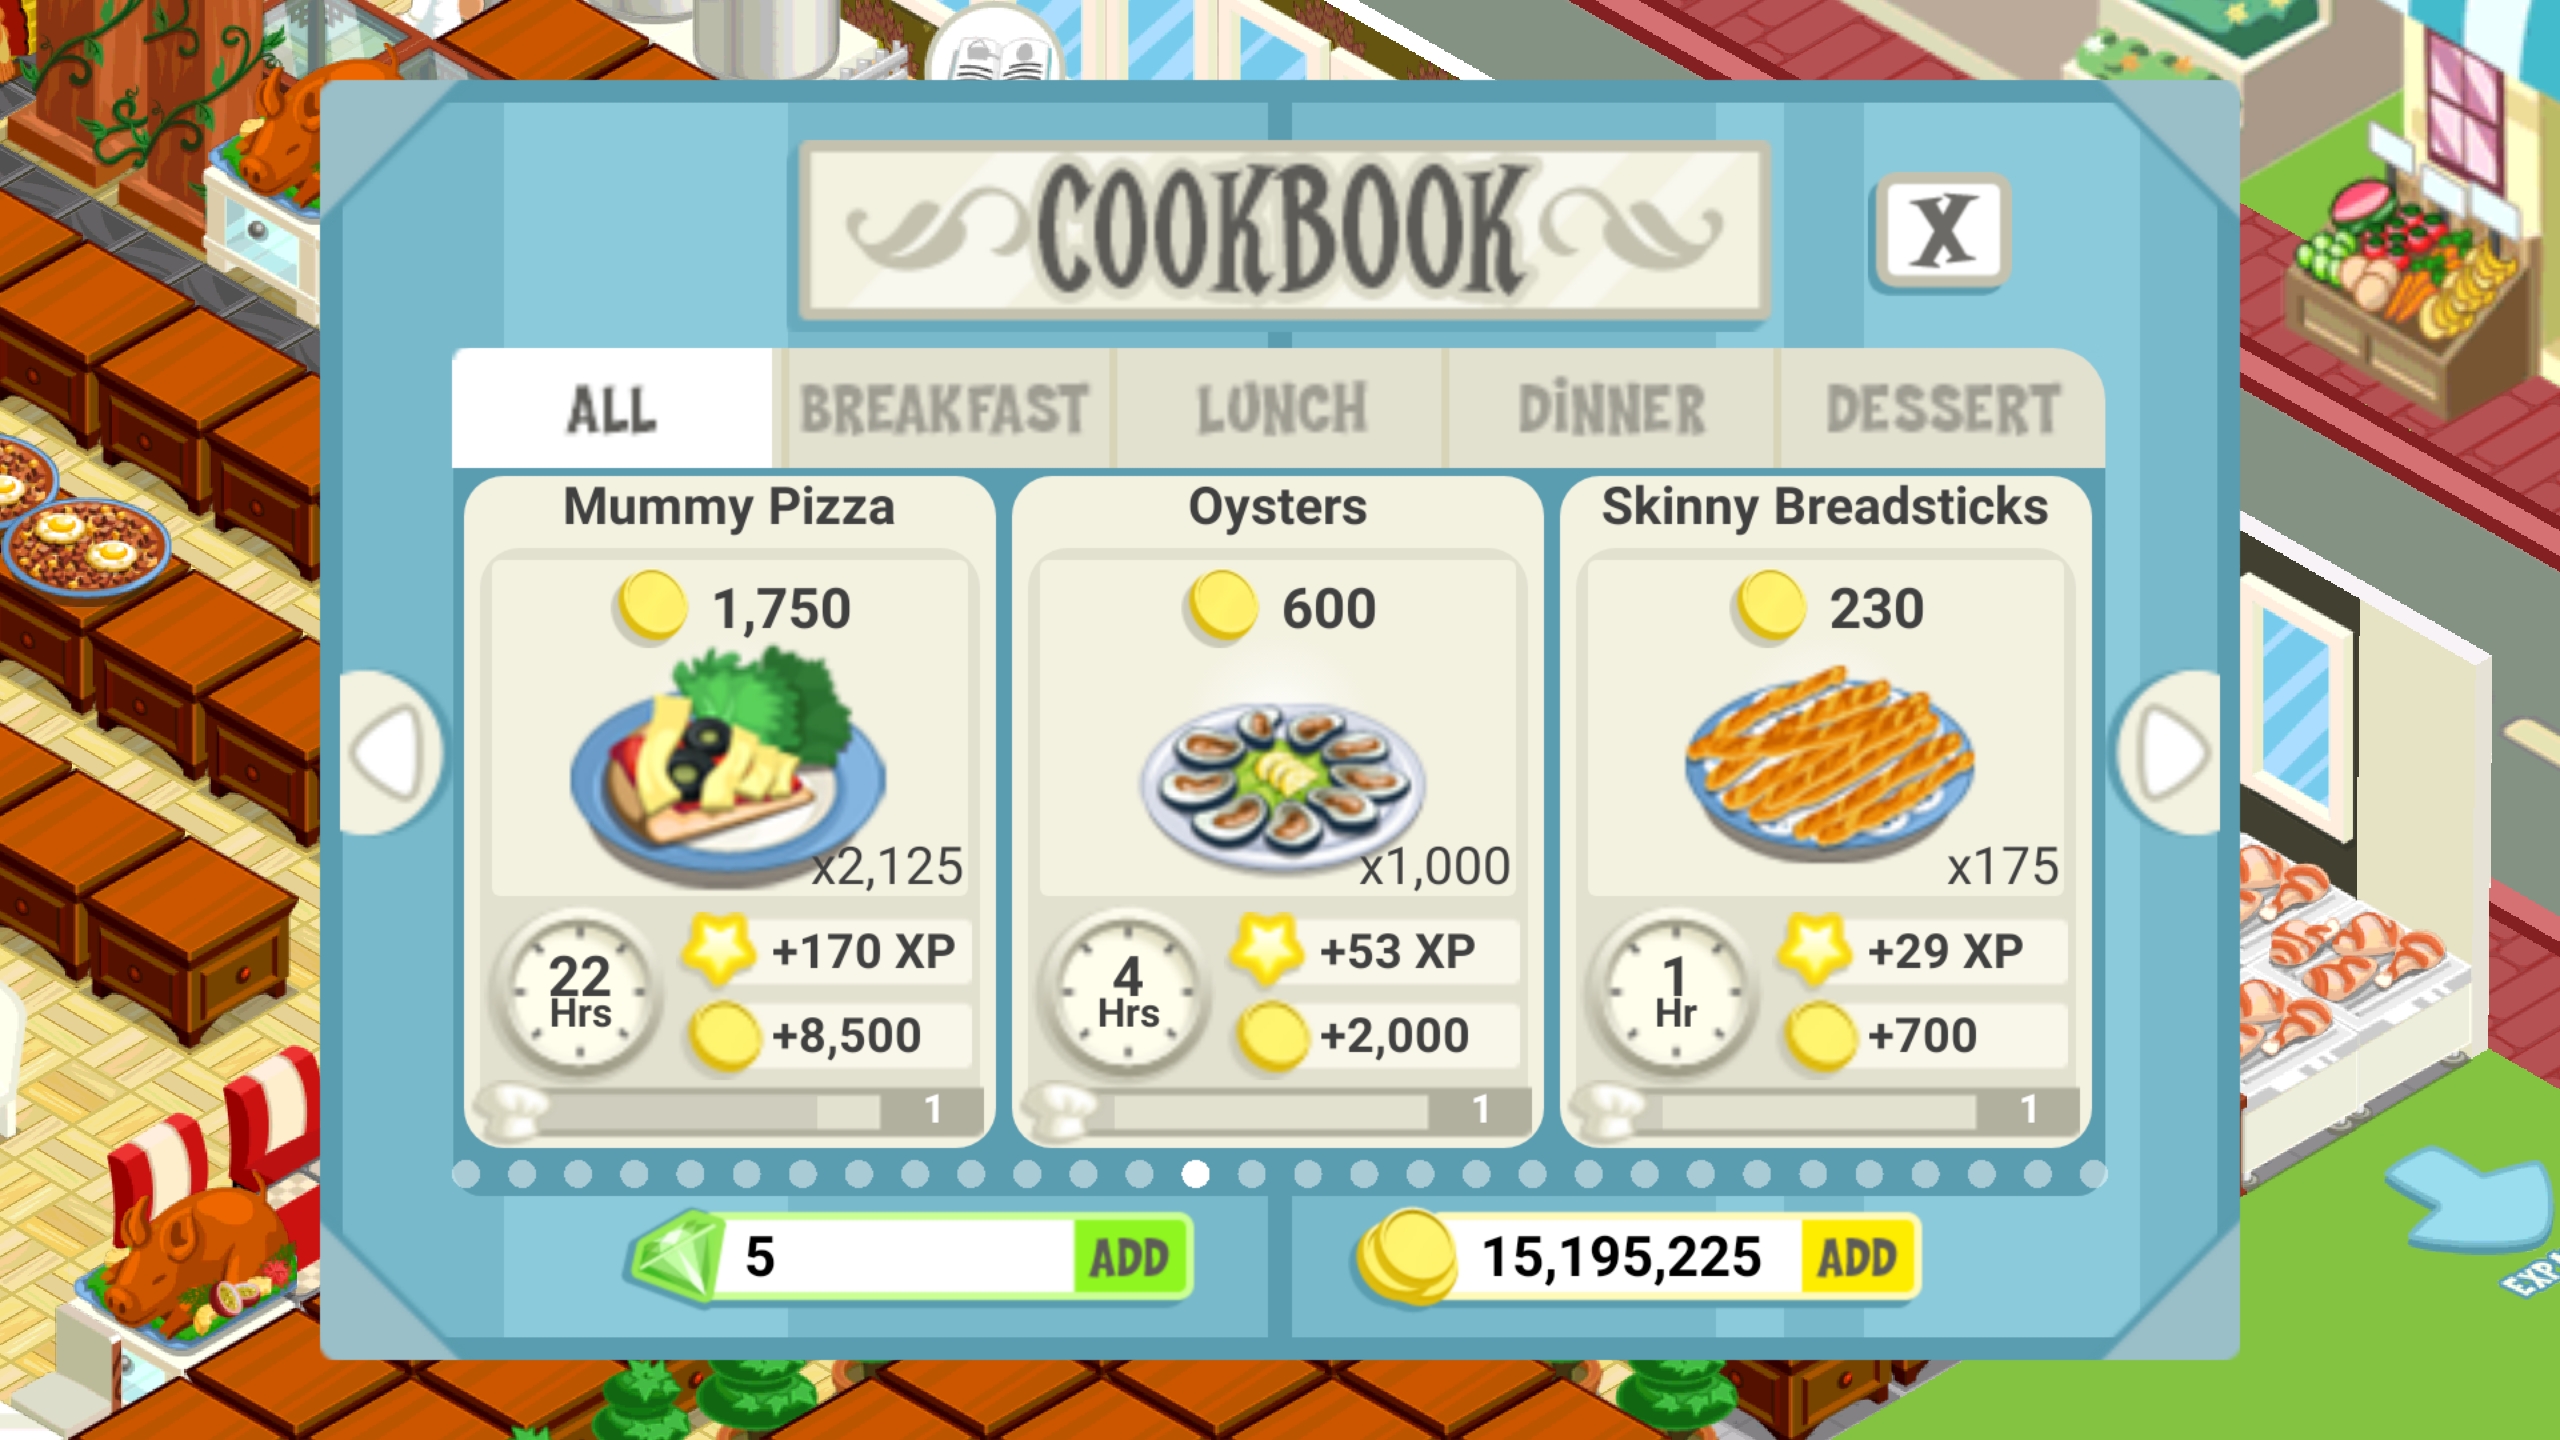 COOKBOOK
X
ALL BREAKFAST LUNCH DINNER DESSERT
Mummy Pizza
1,750
x2,125
22 Hrs
+170 XP
+8,500
1
Oysters
600
x1,000
4 Hrs
+53 XP
+2,000
1
Skinny Breadsticks
230
x175
1 Hr
+29 XP
+700
1
5 ADD
15,195,225 ADD